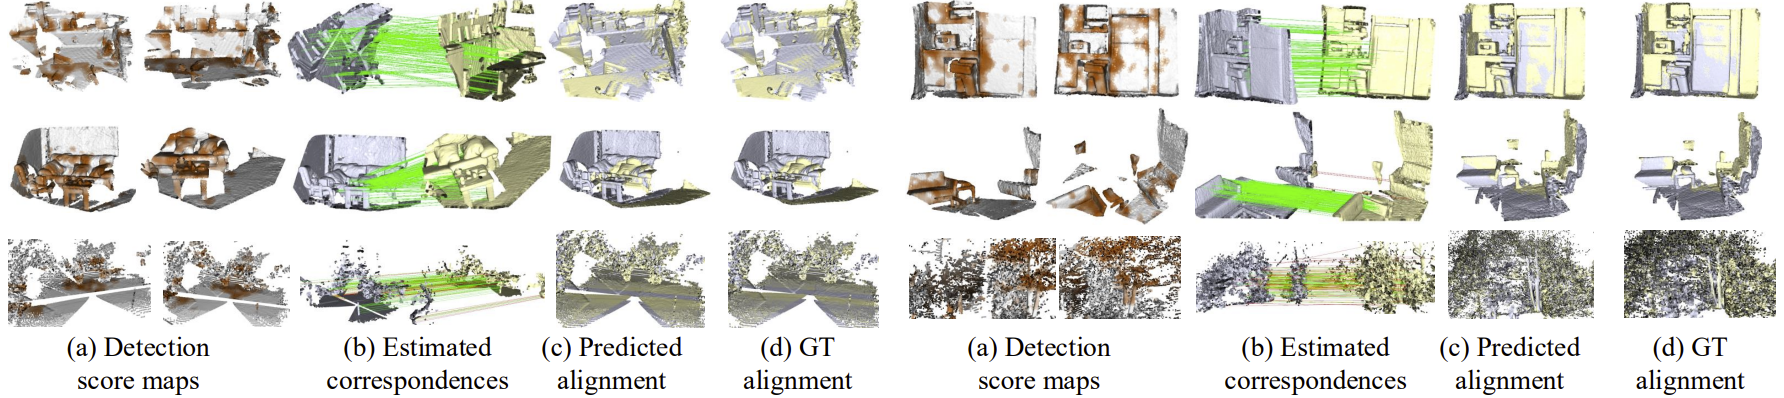 (a) Detection
score maps
(b) Estimated
correspondences
(c) Predicted
alignment
(d) GT
alignment
(a) Detection
score maps
(b) Estimated
correspondences
(c) Predicted
alignment
(d) GT
alignment